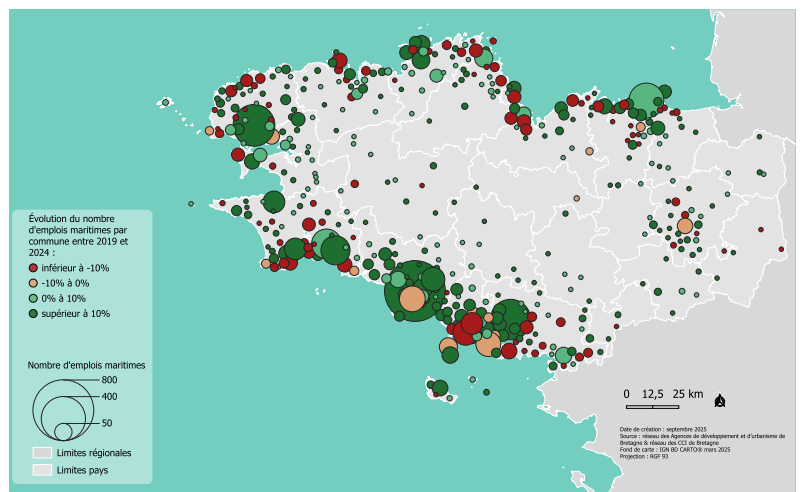 Évolution du nombre
d'emplois maritimes par
commune entre 2019 et
2024 :
inférieur à -10%
-10% à 0%
0% à 10%
supérieur à 10%
Nombre d'emplois maritimes
800
400
50
Limites régionales
Limites pays
0 12,5 25 km
Date de création : septembre 2025
Source : réseau des Agences de développement et d'urbanisme de
Bretagne & réseau des CCI de Bretagne
Fond de carte : IGN BD CARTO® mars 2025
Projection : RGF 93